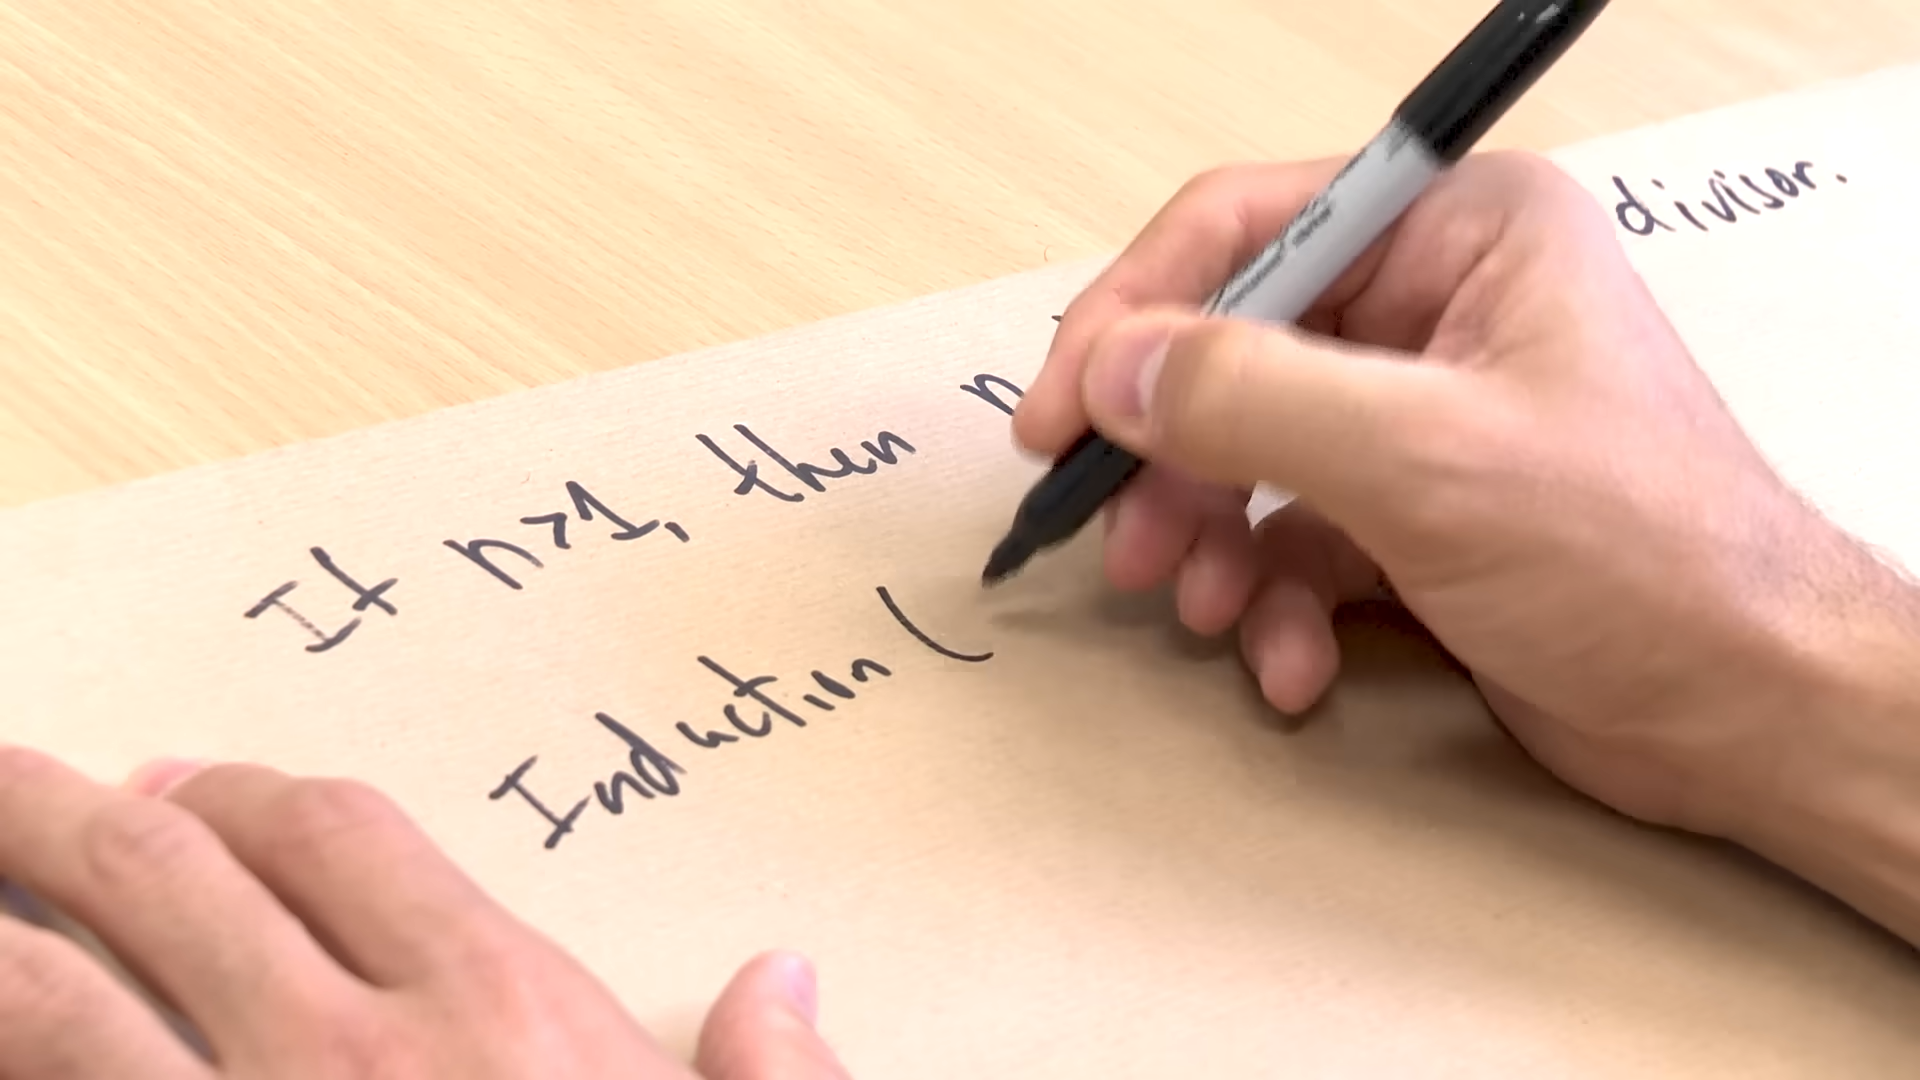 If n>1, then n divisor.
Induction (